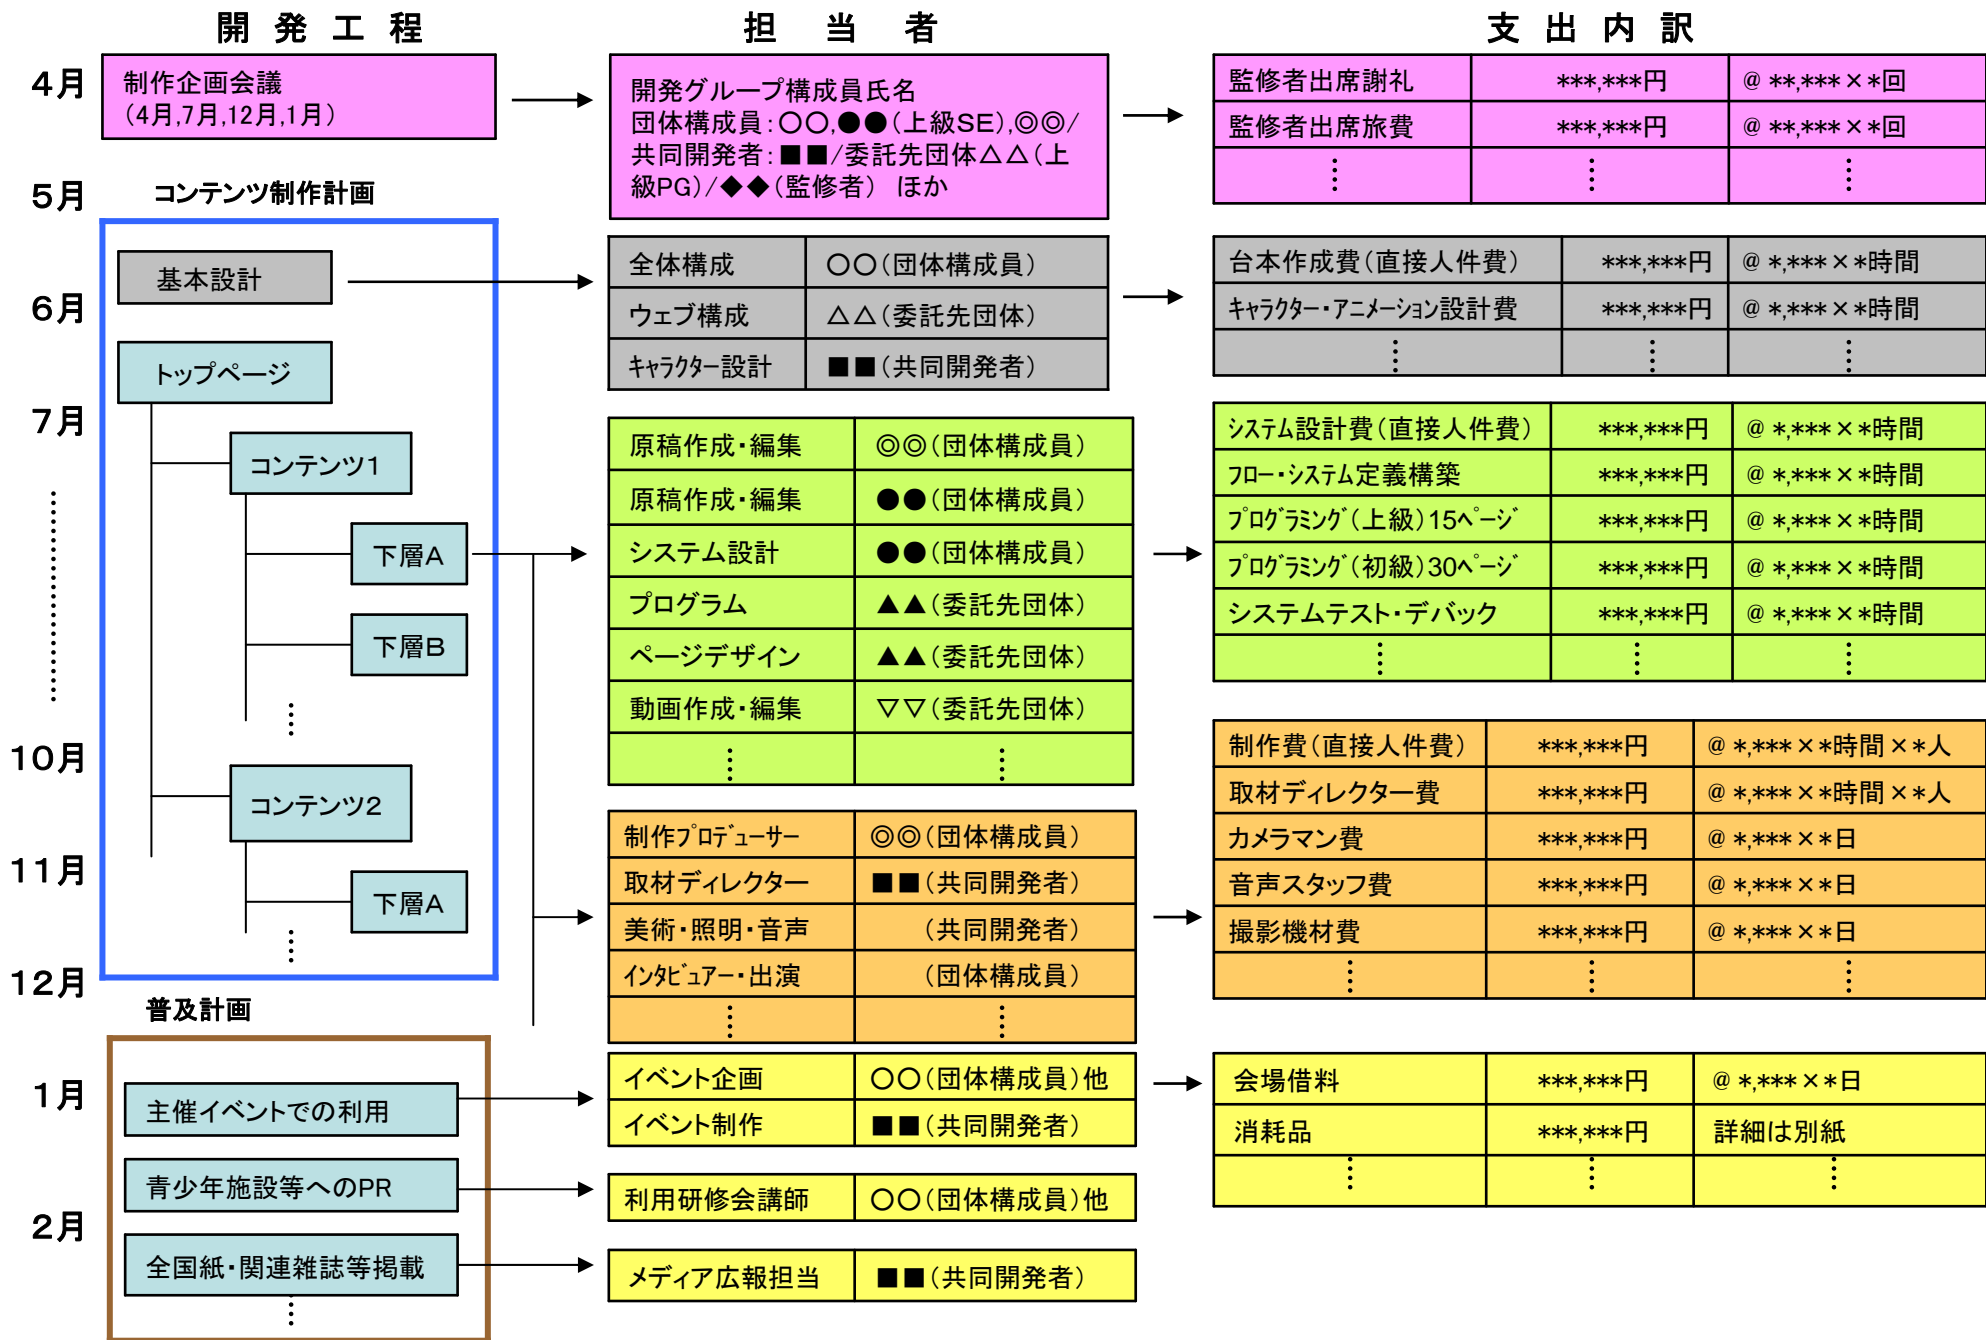 開 発 工 程
担 当 者
支 出 内 訳
4月
5月
6月
7月
10月
11月
12月
1月
2月
制作企画会議
(4月,7月,12月,1月)
コンテンツ制作計画
基本設計
トップページ
コンテンツ1
下層A
下層B
コンテンツ2
下層A
普及計画
主催イベントでの利用
青少年施設等へのPR
全国紙・関連雑誌等掲載
開発グループ構成員氏名
団体構成員:〇〇,●●(上級SE),◎◎/
共同開発者:■■/委託先団体△△(上
級PG)/◆◆(監修者) ほか
全体構成 〇〇(団体構成員)
ウェブ構成 △△(委託先団体)
キャラクター設計 ■■(共同開発者)
原稿作成・編集 ◎◎(団体構成員)
原稿作成・編集 ●●(団体構成員)
システム設計 ●●(団体構成員)
プログラム ▲▲(委託先団体)
ページデザイン ▲▲(委託先団体)
動画作成・編集 ▽▽(委託先団体)
制作プロデューサー ◎◎(団体構成員)
取材ディレクター ■■(共同開発者)
美術・照明・音声 (共同開発者)
インタビュアー・出演 (団体構成員)
イベント企画 〇〇(団体構成員)他
イベント制作 ■■(共同開発者)
利用研修会講師 〇〇(団体構成員)他
メディア広報担当 ■■(共同開発者)
監修者出席謝礼 ***,***円 @ **,***×*回
監修者出席旅費 ***,***円 @ **,***×*回
台本作成費(直接人件費) ***,***円 @ *,***×*時間
キャラクター・アニメーション設計費 ***,***円 @ *,***×*時間
システム設計費(直接人件費) ***,***円 @ *,***×*時間
フロー・システム定義構築 ***,***円 @ *,***×*時間
プログラミング(上級)15ページ ***,***円 @ *,***×*時間
プログラミング(初級)30ページ ***,***円 @ *,***×*時間
システムテスト・デバック ***,***円 @ *,***×*時間
制作費(直接人件費) ***,***円 @ *,***×*時間×*人
取材ディレクター費 ***,***円 @ *,***×*時間×*人
カメラマン費 ***,***円 @ *,***×*日
音声スタッフ費 ***,***円 @ *,***×*日
撮影機材費 ***,***円 @ *,***×*日
会場借料 ***,***円 @ *,***×*日
消耗品 ***,***円 詳細は別紙